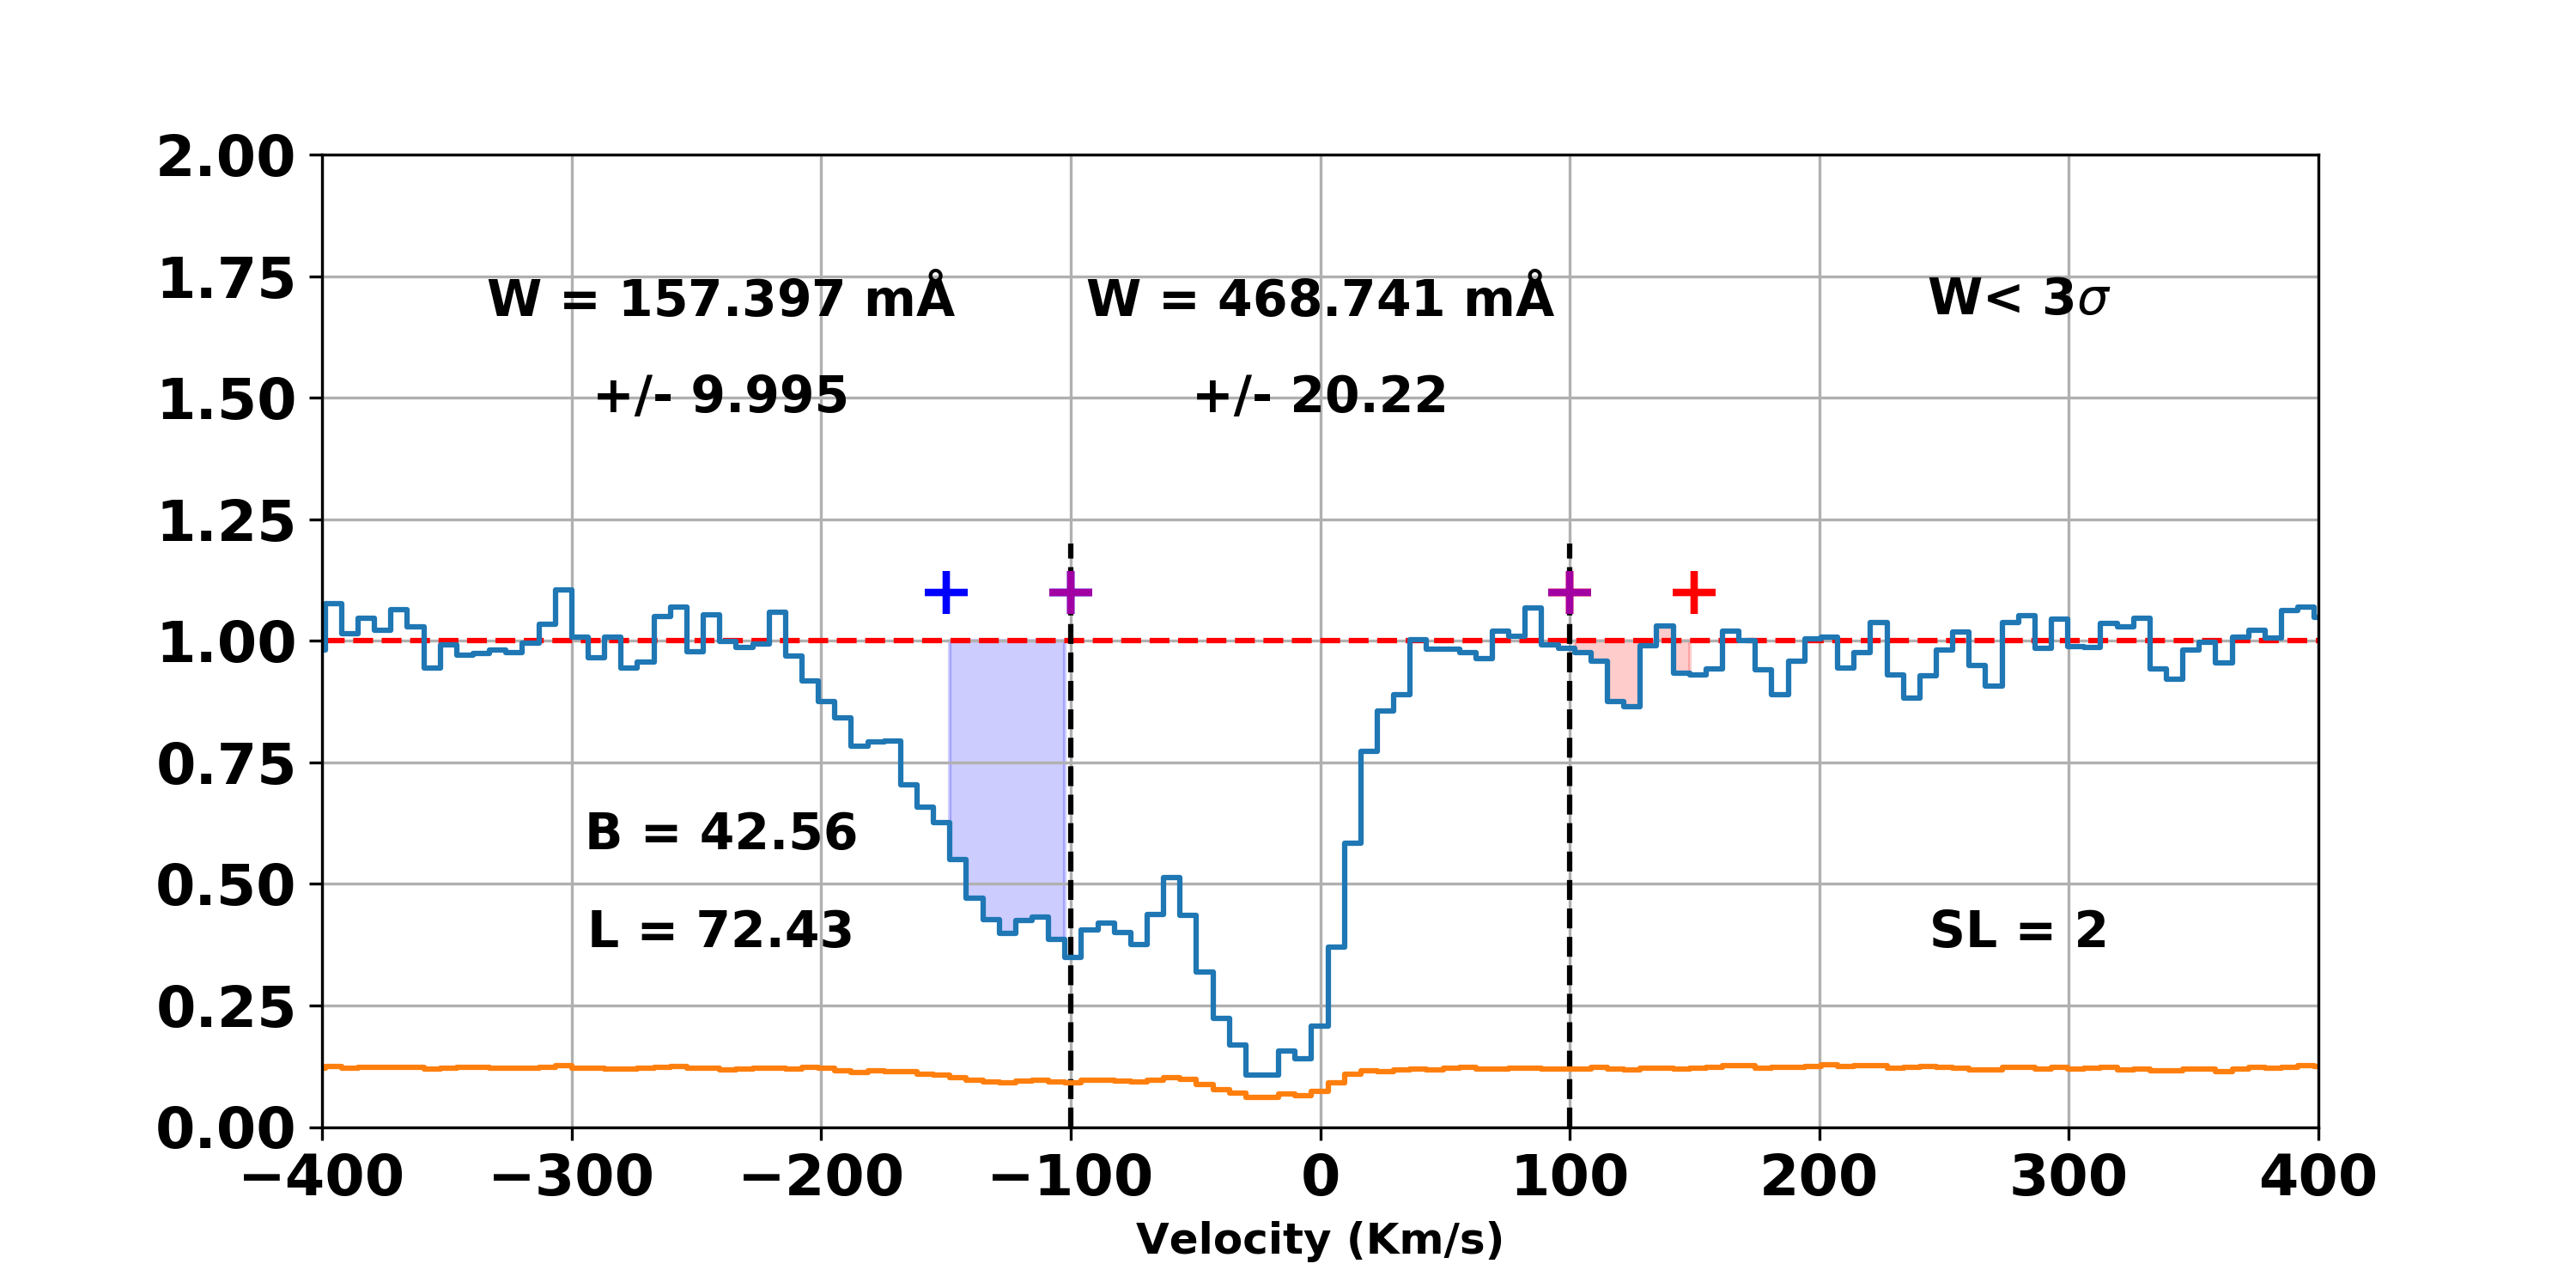 2.00
1.75
W = 157.397 mÅ W = 468.741 mÅ W< 3σ
1.50
+/- 9.995 +/- 20.22
1.25
1.00
0.75
B = 42.56
0.50
L = 72.43 SL = 2
0.25
0.00
−400 −300 −200 −100 0 100 200 300 400
Velocity (Km/s)